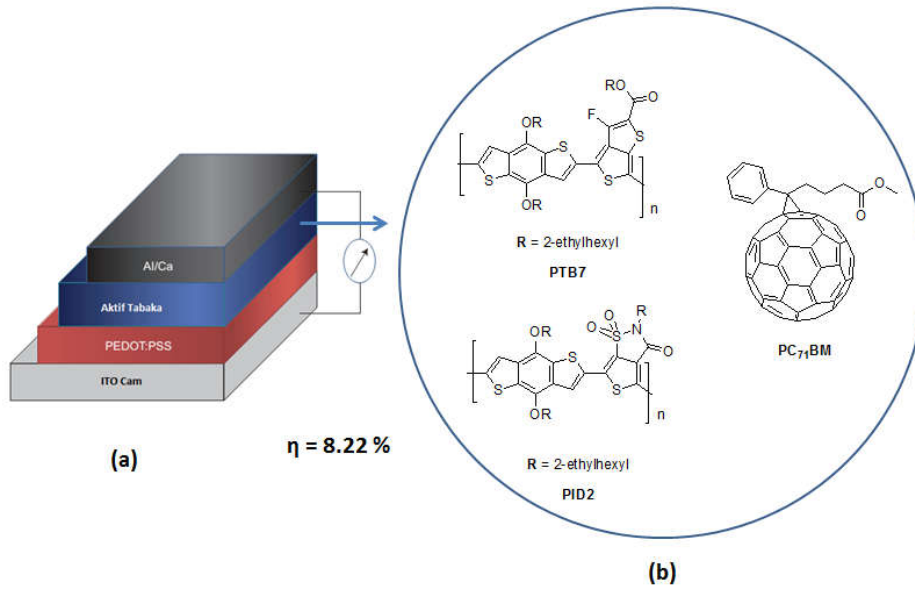 Al/Ca
Aktif Tabaka
PEDOT:PSS
ITO Cam
(a)
η = 8.22 %
RO
O
F
OR
S
S
S
S
OR
n
R = 2-ethylhexyl
PTB7
O
O
R
S
N
O
OR
S
S
S
OR
n
R = 2-ethylhexyl
PID2
O
O
PC₇₁BM
(b)